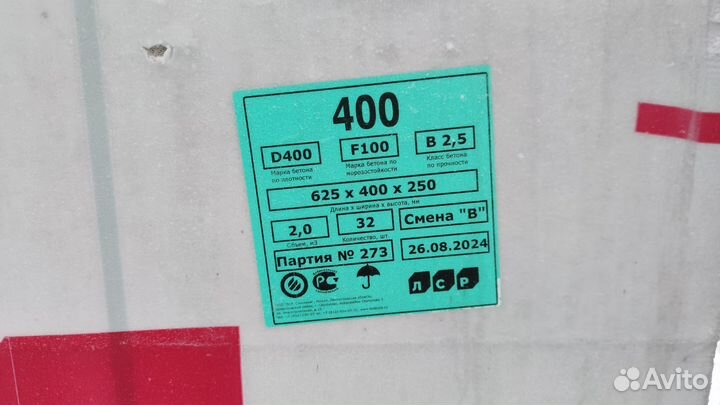 400
D400 F100 B 2,5
Марка бетона по плотности Марка бетона по морозостойкости Класс бетона по прочности
625 x 400 x 250
Длина x ширина x высота, мм
2,0 32 Смена "В"
Объем, м3 Количество, шт.
Партия № 273 26.08.2024
РС ЛСР
Avito